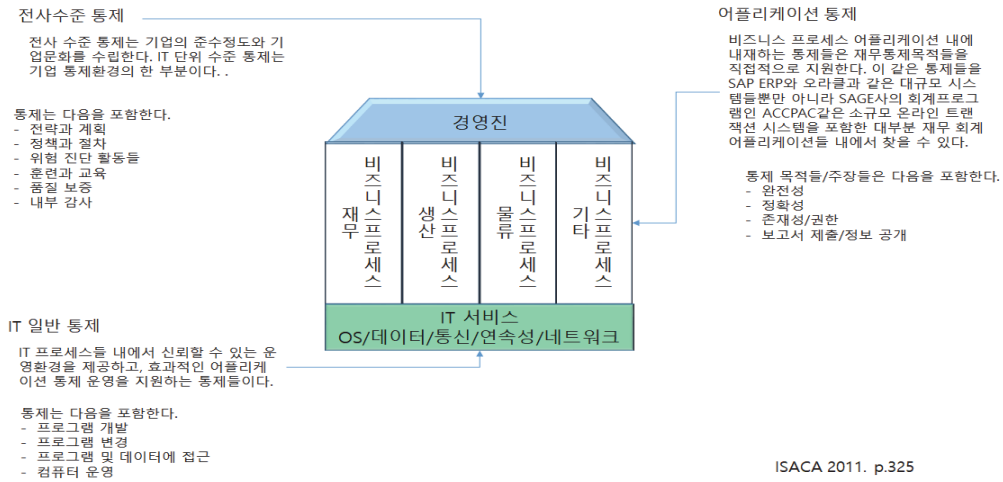 전사수준 통제
전사 수준 통제는 기업의 준수정도와 기
업문화를 수립한다. IT 단위 수준 통제는
기업 통제환경의 한 부분이다. .
통제는 다음을 포함한다.
- 전략과 계획
- 정책과 절차
- 위험 진단 활동들
- 훈련과 교육
- 품질 보증
- 내부 감사
어플리케이션 통제
비즈니스 프로세스 어플리케이션 내에
내재하는 통제들은 재무통제목적들을
직접적으로 지원한다. 이 같은 통제들을
SAP ERP와 오라클과 같은 대규모 시스
템들뿐만 아니라 SAGE사의 회계프로그
램인 ACCPAC같은 소규모 온라인 트랜
잭션 시스템을 포함한 대부분 재무 회계
어플리케이션들 내에서 찾을 수 있다.
통제 목적들/주장들은 다음을 포함한다.
- 완전성
- 정확성
- 존재성/권한
- 보고서 제출/정보 공개
경영진
비즈니스프로세스
재무
비즈니스프로세스
생산
비즈니스프로세스
물류
비즈니스프로세스
기타
IT 서비스
OS/데이터/통신/연속성/네트워크
IT 일반 통제
IT 프로세스들 내에서 신뢰할 수 있는 운
영환경을 제공하고, 효과적인 어플리케
이션 통제 운영을 지원하는 통제들이다.
통제는 다음을 포함한다.
- 프로그램 개발
- 프로그램 변경
- 프로그램 및 데이터에 접근
- 컴퓨터 운영
ISACA 2011. p.325